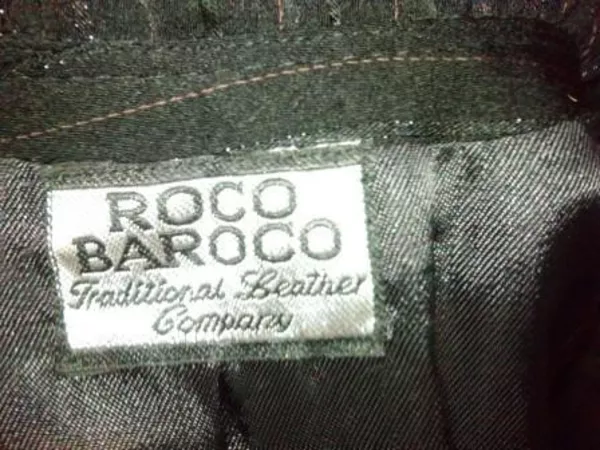 ROCO
BAROCO
Traditional Leather
Company